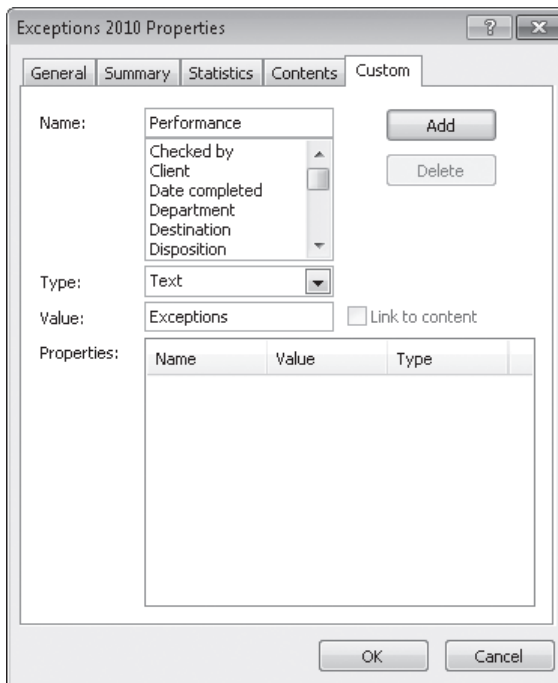 Exceptions 2010 Properties
General Summary Statistics Contents Custom
Name: Performance Add
Checked by
Client
Date completed
Department
Destination
Disposition
Delete
Type: Text
Value: Exceptions Link to content
Properties: Name Value Type
OK Cancel